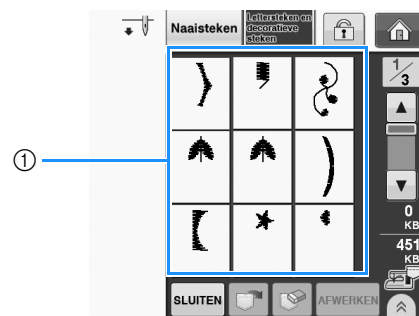 Naaisteken
Lettersteken en
decoratieve
steken
1/3
①
0
KB
451
KB
SLUITEN
AFWERKEN